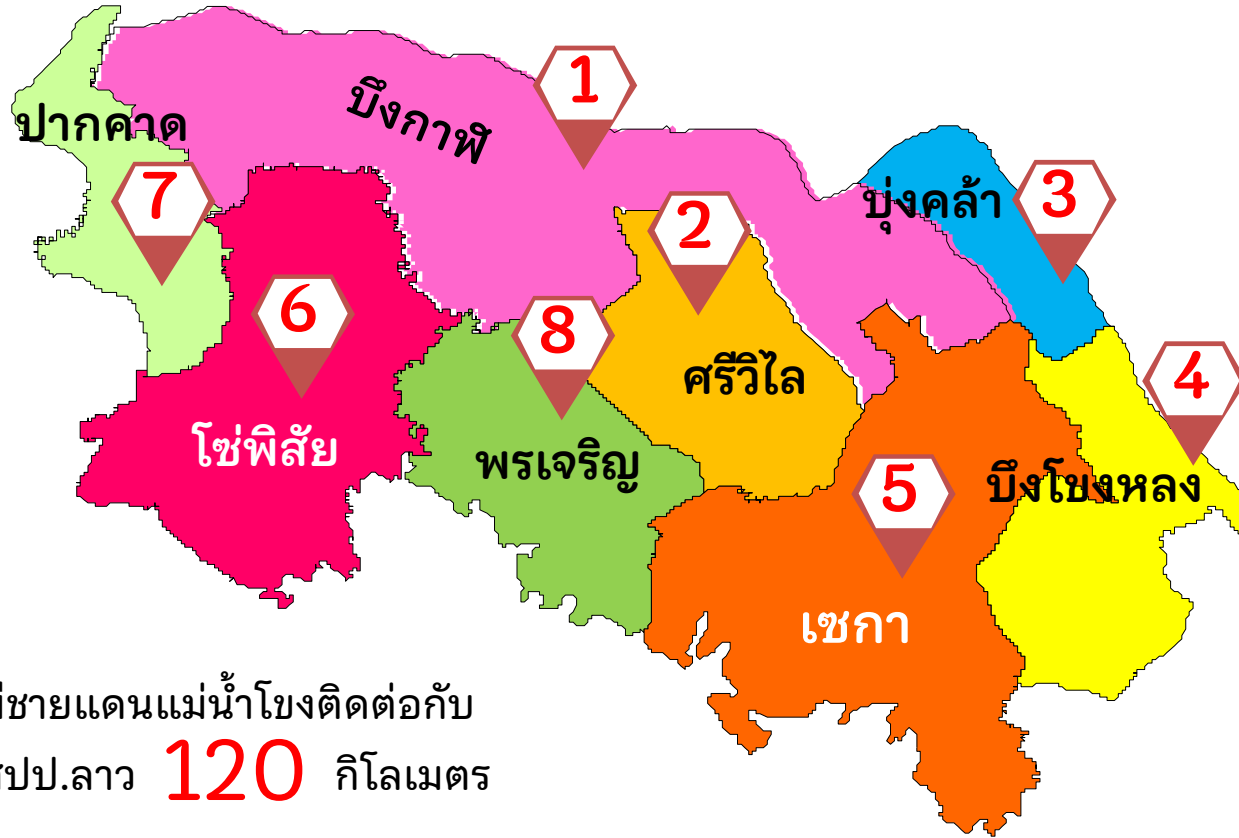 1
บึงกาฬ
ปากคาด
7
2
บุ่งคล้า
3
6
8
ศรีวิไล
4
โซ่พิสัย
พรเจริญ
5
บึงโขงหลง
เซกา
มีชายแดนแม่น้ำโขงติดต่อกับ
สปป.ลาว 120 กิโลเมตร